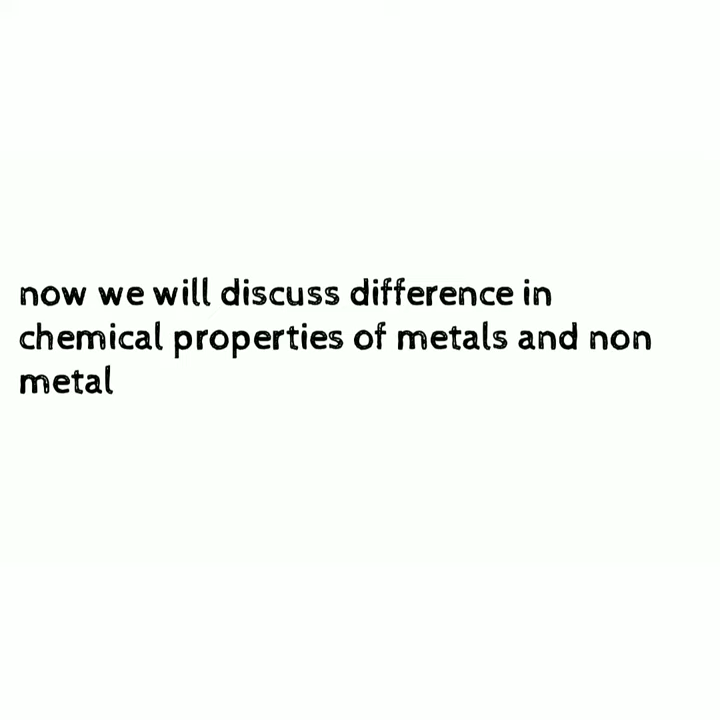 now we will discuss difference in
chemical properties of metals and non
metal